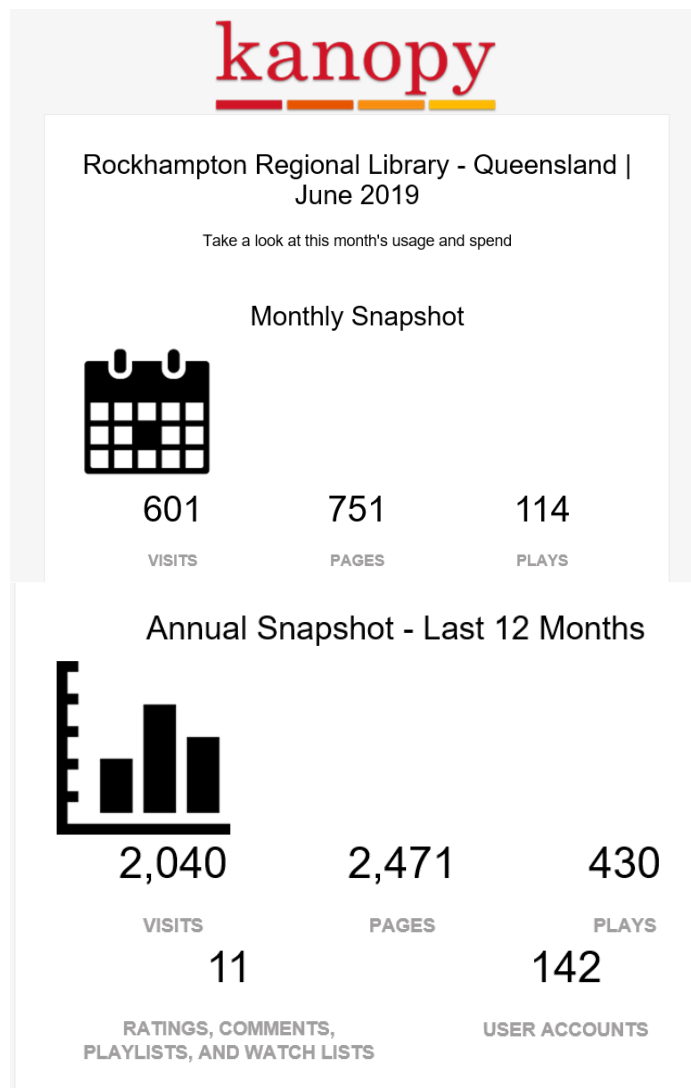 kanopy
Rockhampton Regional Library - Queensland |
June 2019
Take a look at this month's usage and spend
Monthly Snapshot
601 751 114
VISITS PAGES PLAYS
Annual Snapshot - Last 12 Months
2,040 2,471 430
VISITS PAGES PLAYS
11 142
RATINGS, COMMENTS, USER ACCOUNTS
PLAYLISTS, AND WATCH LISTS